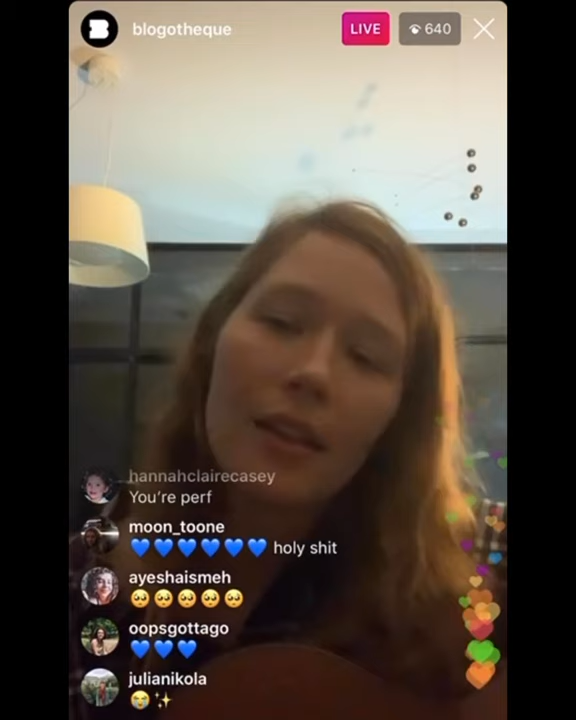 blogotheque
LIVE
640
hannahclairecasey
You're perf
moon_toone
💙💙💙💙💙💙 holy shit
ayeshaismeh
🥺🥺🥺🥺🥺
oopsgottago
💙💙💙
julianikola
😭✨